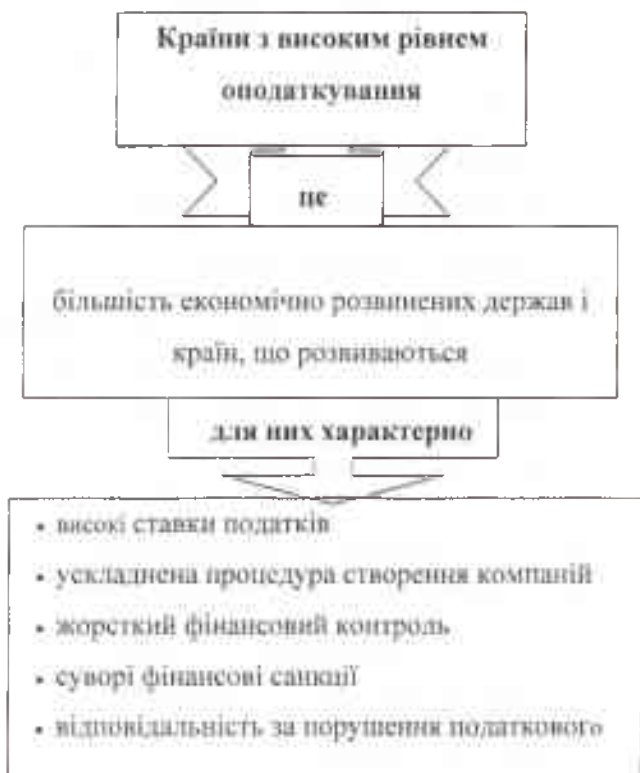 Країни з високим рівнем
оподаткування
це
більшість економічно розвинених держав і
країн, що розвиваються
для них характерно
• високі ставки податків
• ускладнена процедура створення компаній
• жорсткий фінансовий контроль
• суворі фінансові санкції
• відповідальність за порушення податкового